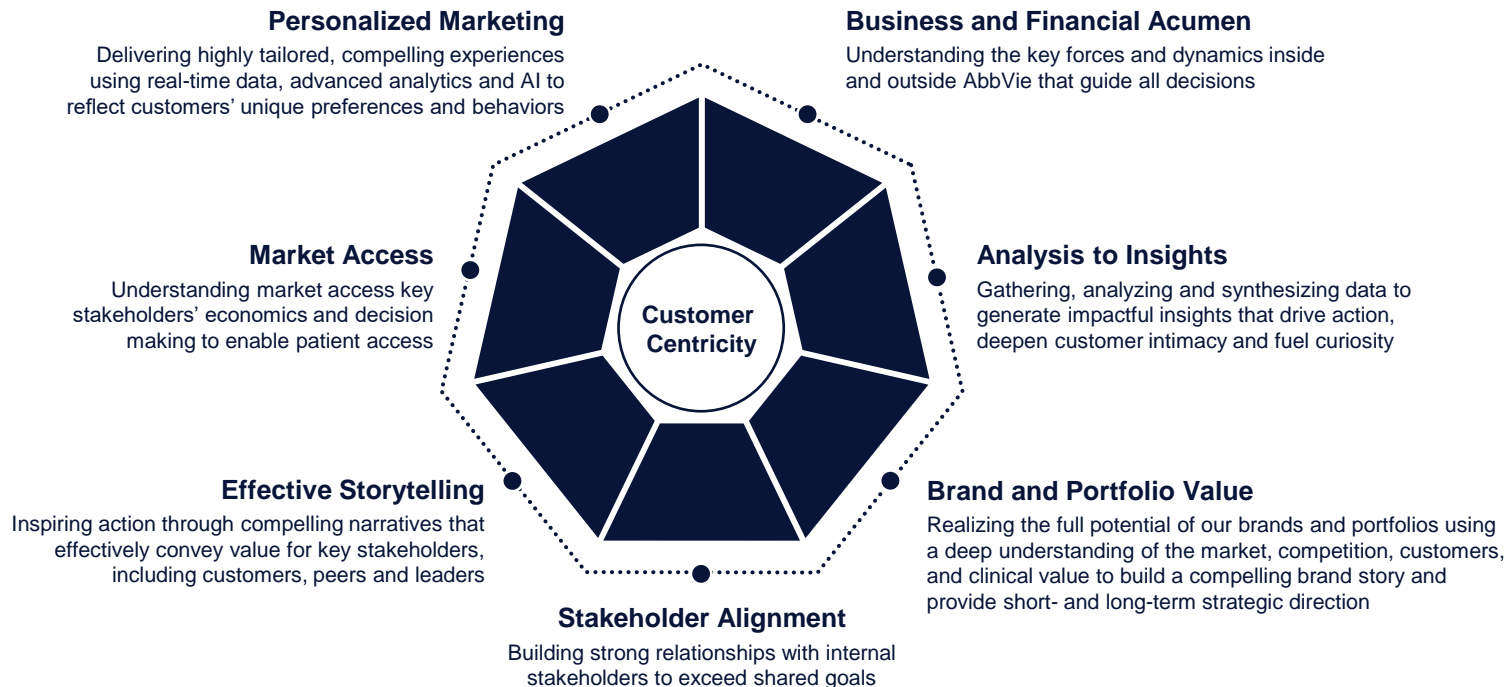 Personalized Marketing
Delivering highly tailored, compelling experiences
using real-time data, advanced analytics and AI to
reflect customers’ unique preferences and behaviors
Business and Financial Acumen
Understanding the key forces and dynamics inside
and outside AbbVie that guide all decisions
Market Access
Understanding market access key
stakeholders’ economics and decision
making to enable patient access
Customer
Centricity
Analysis to Insights
Gathering, analyzing and synthesizing data to
generate impactful insights that drive action,
deepen customer intimacy and fuel curiosity
Effective Storytelling
Inspiring action through compelling narratives that
effectively convey value for key stakeholders,
including customers, peers and leaders
Brand and Portfolio Value
Realizing the full potential of our brands and portfolios using
a deep understanding of the market, competition, customers,
and clinical value to build a compelling brand story and
provide short- and long-term strategic direction
Stakeholder Alignment
Building strong relationships with internal
stakeholders to exceed shared goals